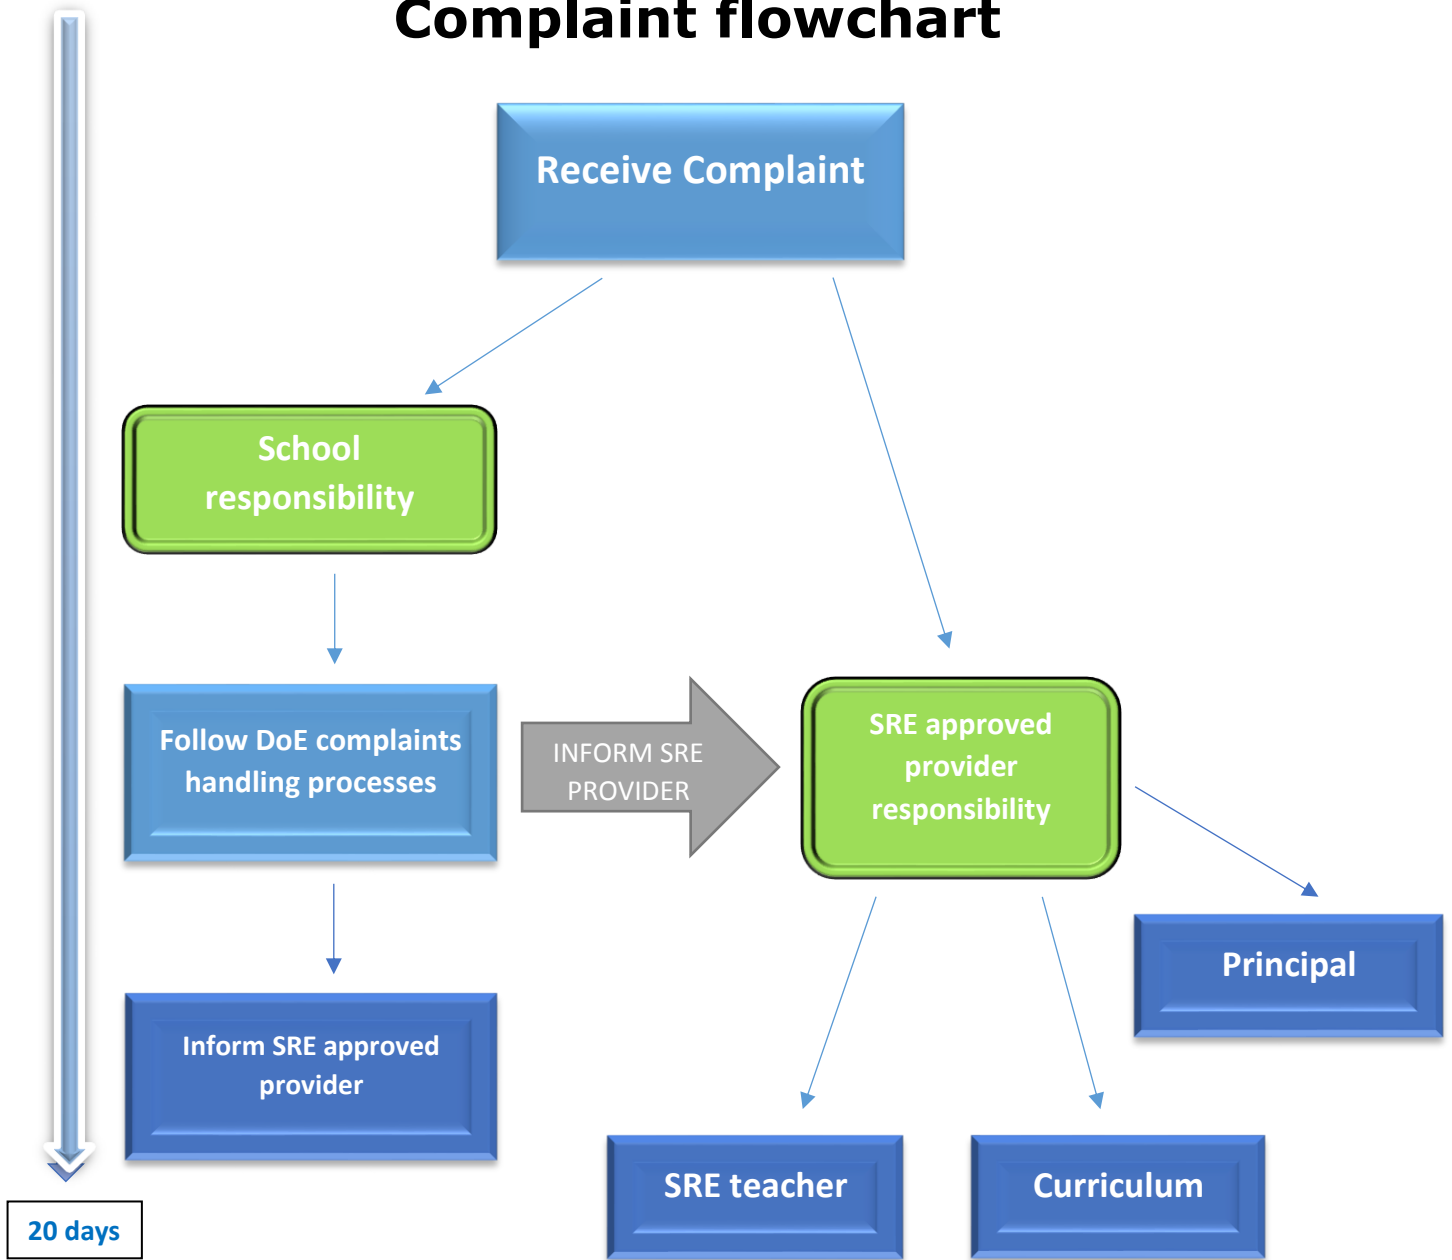 Complaint flowchart
Receive Complaint
School
responsibility
Follow DoE complaints
handling processes
INFORM SRE
PROVIDER
SRE approved
provider
responsibility
Principal
Inform SRE approved
provider
SRE teacher
Curriculum
20 days